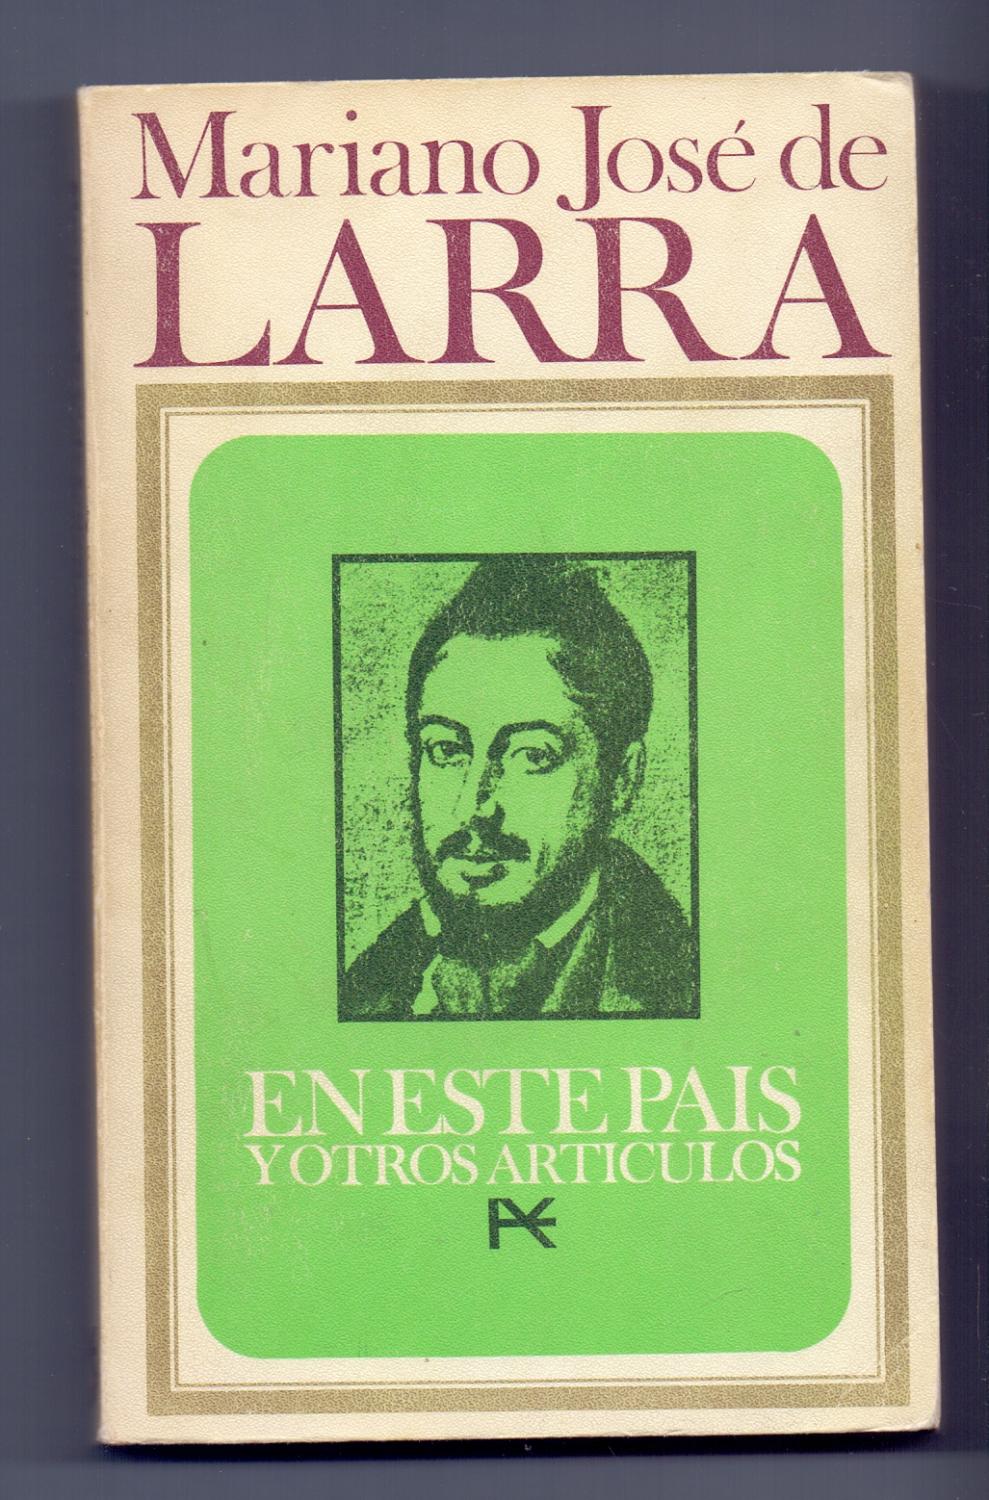 Mariano José de
LARRA
EN ESTE PAIS
Y OTROS ARTICULOS